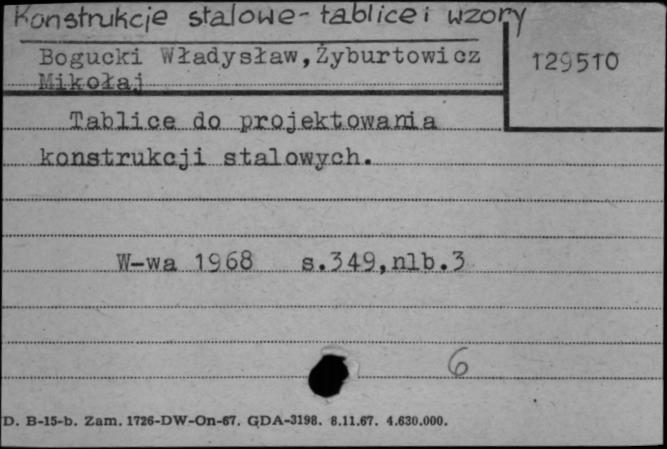 Konstrukcje stalowe - tablice i wzory
Bogucki Władysław, Żyburtowicz
Mikołaj
129510
Tablice do projektowania
konstrukcji stalowych.
W-wa 1968 s.349,nlb.3
6
D. B-15-b. Zam. 1726-DW-On-67. GDA-3198. 8.11.67. 4.630.000.